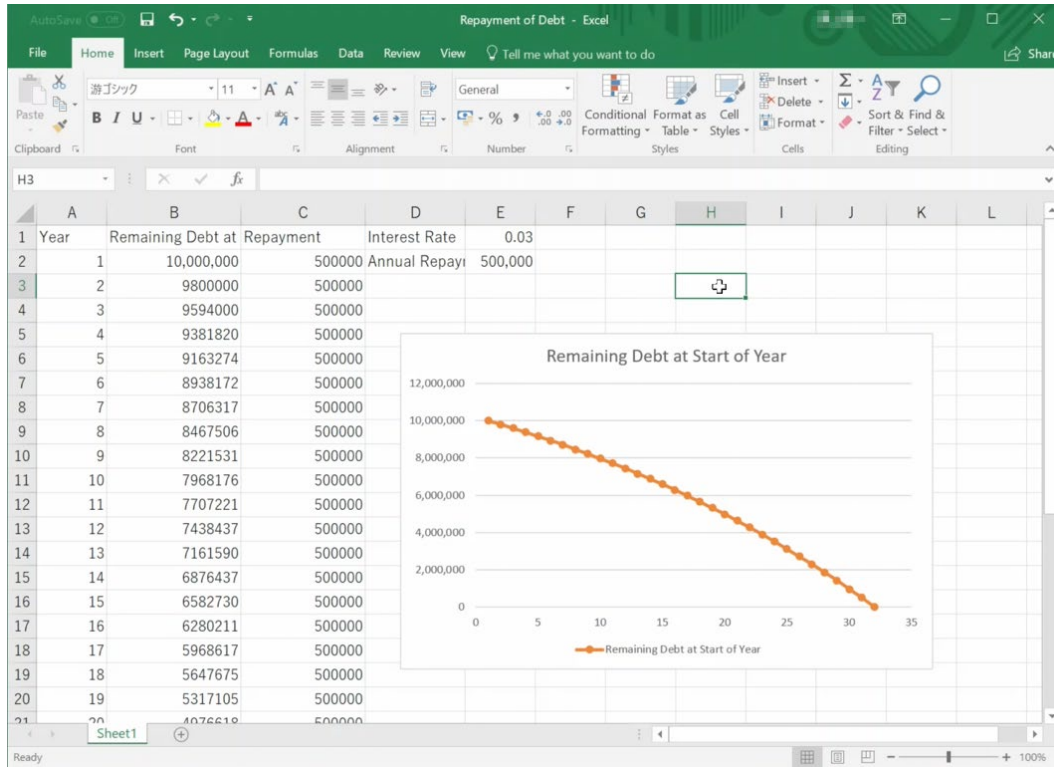 AutoSave Off Repayment of Debt - Excel
File Home Insert Page Layout Formulas Data Review View Tell me what you want to do Share
Paste
游ゴシック 11 A A General
B I U A
Conditional Formatting Format as Table Cell Styles
Insert
Delete
Format
Sort & Filter Find & Select
Clipboard Font Alignment Number Styles Cells Editing
H3 fx
A B C D E F G H I J K L
1 Year Remaining Debt at Repayment Interest Rate 0.03
2 1 10,000,000 500000 Annual Repay 500,000
3 2 9800000 500000
4 3 9594000 500000
5 4 9381820 500000
6 5 9163274 500000
7 6 8938172 500000
8 7 8706317 500000
9 8 8467506 500000
10 9 8221531 500000
11 10 7968176 500000
12 11 7707221 500000
13 12 7438437 500000
14 13 7161590 500000
15 14 6876437 500000
16 15 6582730 500000
17 16 6280211 500000
18 17 5968617 500000
19 18 5647675 500000
20 19 5317105 500000
21 20 4976618 500000
Remaining Debt at Start of Year
12,000,000
10,000,000
8,000,000
6,000,000
4,000,000
2,000,000
0
0 5 10 15 20 25 30 35
Remaining Debt at Start of Year
Sheet1
Ready 100%